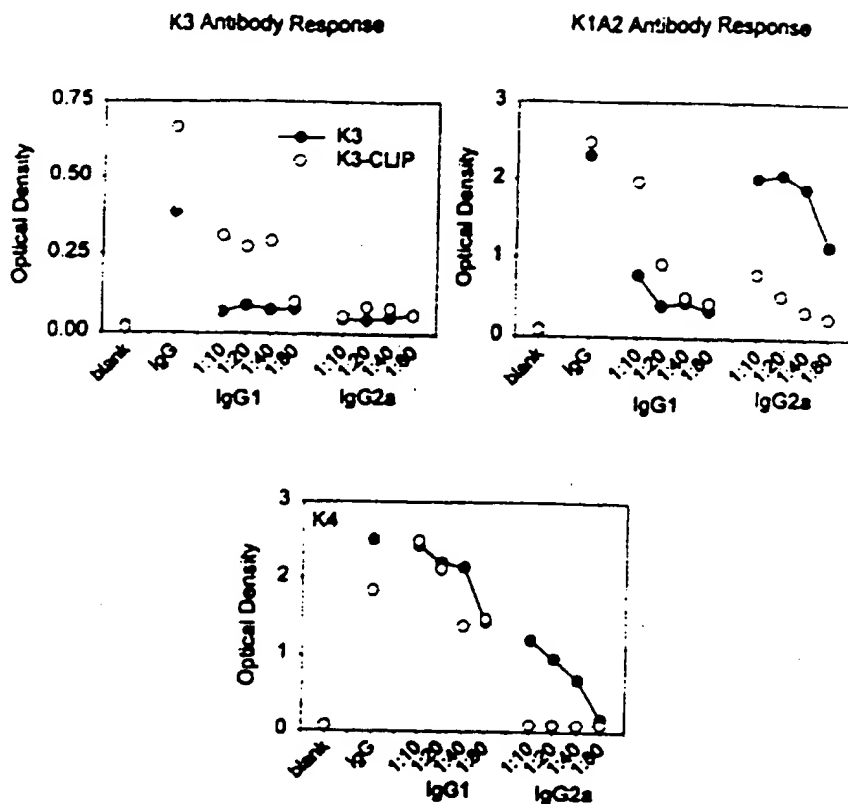 K3 Antibody Response
0.75
0.50
0.25
0.00
Optical Density
K3
K3-CLIP
blank
IgG
1:10
1:20
1:40
1:80
IgG1
1:10
1:20
1:40
1:80
IgG2a
K1A2 Antibody Response
3
2
1
0
Optical Density
blank
IgG
1:10
1:20
1:40
1:80
IgG1
1:10
1:20
1:40
1:80
IgG2a
K4
3
2
1
0
Optical Density
blank
IgG
1:10
1:20
1:40
1:80
IgG1
1:10
1:20
1:40
1:80
IgG2a